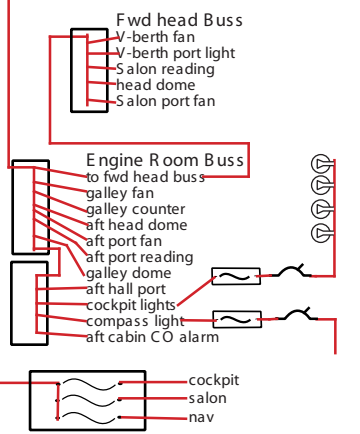 Fwd head Buss
V-berth fan
V-berth port light
Salon reading
head dome
Salon port fan
Engine Room Buss
to fwd head buss
galley fan
galley counter
aft head dome
aft port fan
aft port reading
galley dome
aft hall port
cockpit lights
compass light
aft cabin CO alarm
cockpit
salon
nav